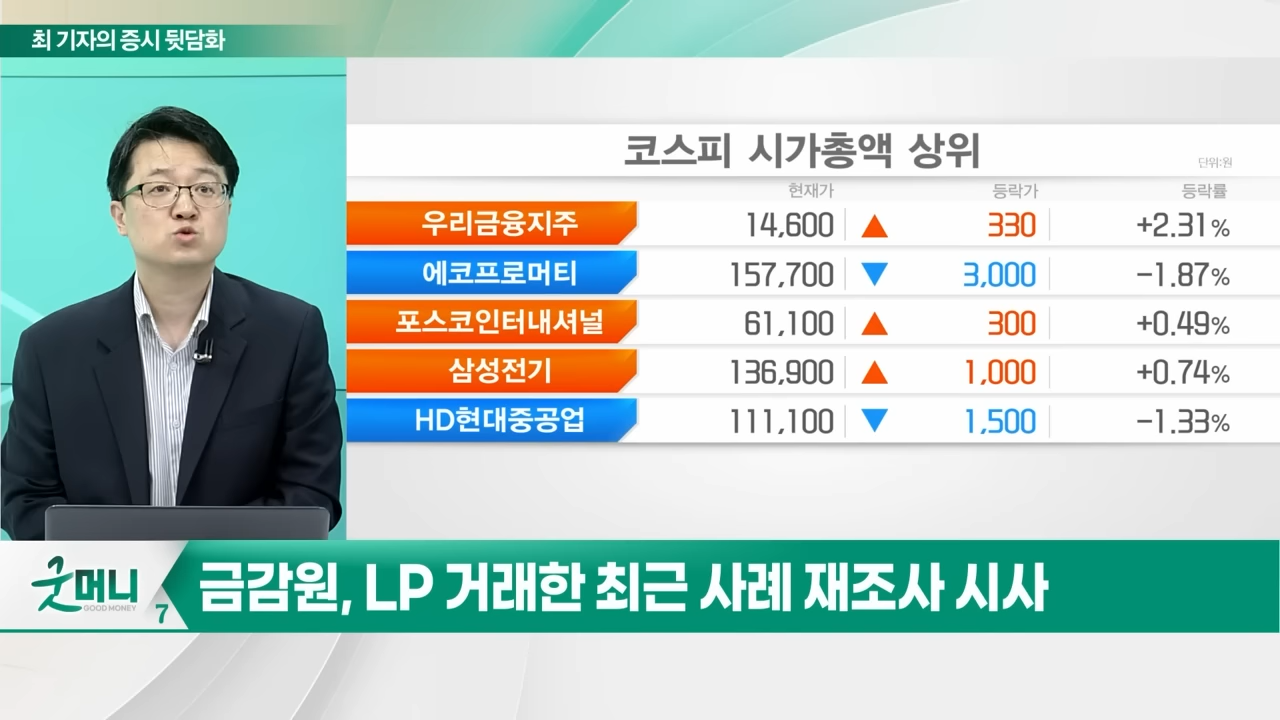 최 기자의 증시 뒷담화
코스피 시가총액 상위
단위:원
현재가 등락가 등락률
우리금융지주 14,600 ▲ 330 +2.31%
에코프로머티 157,700 ▼ 3,000 -1.87%
포스코인터내셔널 61,100 ▲ 300 +0.49%
삼성전기 136,900 ▲ 1,000 +0.74%
HD현대중공업 111,100 ▼ 1,500 -1.33%
굿머니
GOOD MONEY
7
금감원, LP 거래한 최근 사례 재조사 시사